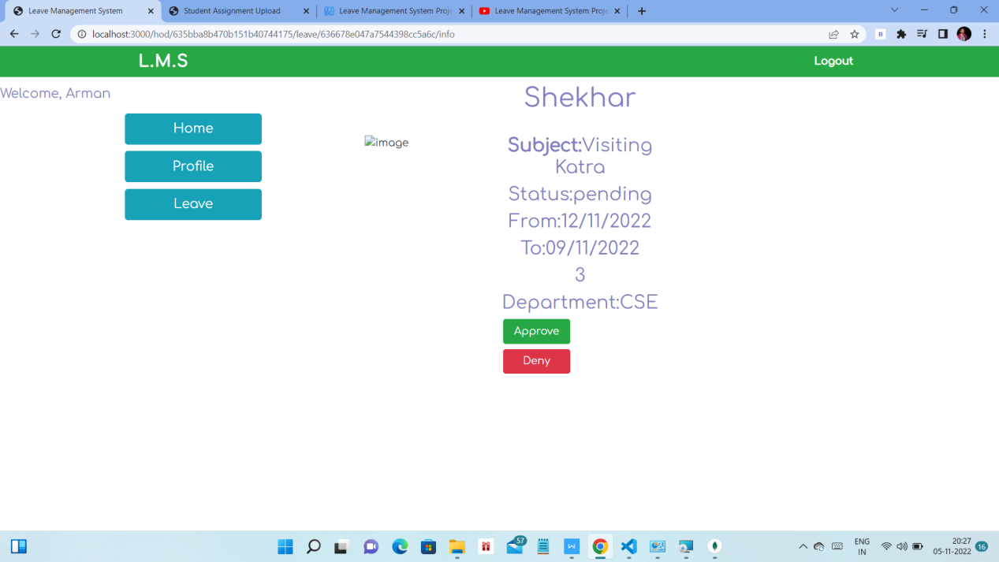 Leave Management System
Student Assignment Upload
Leave Management System Proje
Leave Management System Proje
localhost:3000/hod/635bba8b470b151b40744175/leave/636678e047a7544398cc5a6c/info
B
L.M.S
Logout
Welcome, Arman
Home
Profile
Leave
image
Shekhar
Subject:Visiting
Katra
Status:pending
From:12/11/2022
To:09/11/2022
3
Department:CSE
Approve
Deny
57
ENG
IN
20:27
05-11-2022
16